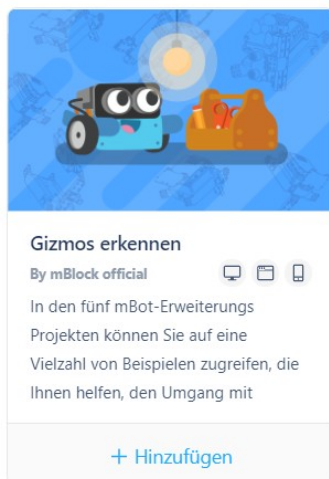 Gizmos erkennen
By mBlock official
In den fünf mBot-Erweiterungs
Projekten können Sie auf eine
Vielzahl von Beispielen zugreifen, die
Ihnen helfen, den Umgang mit
+ Hinzufügen